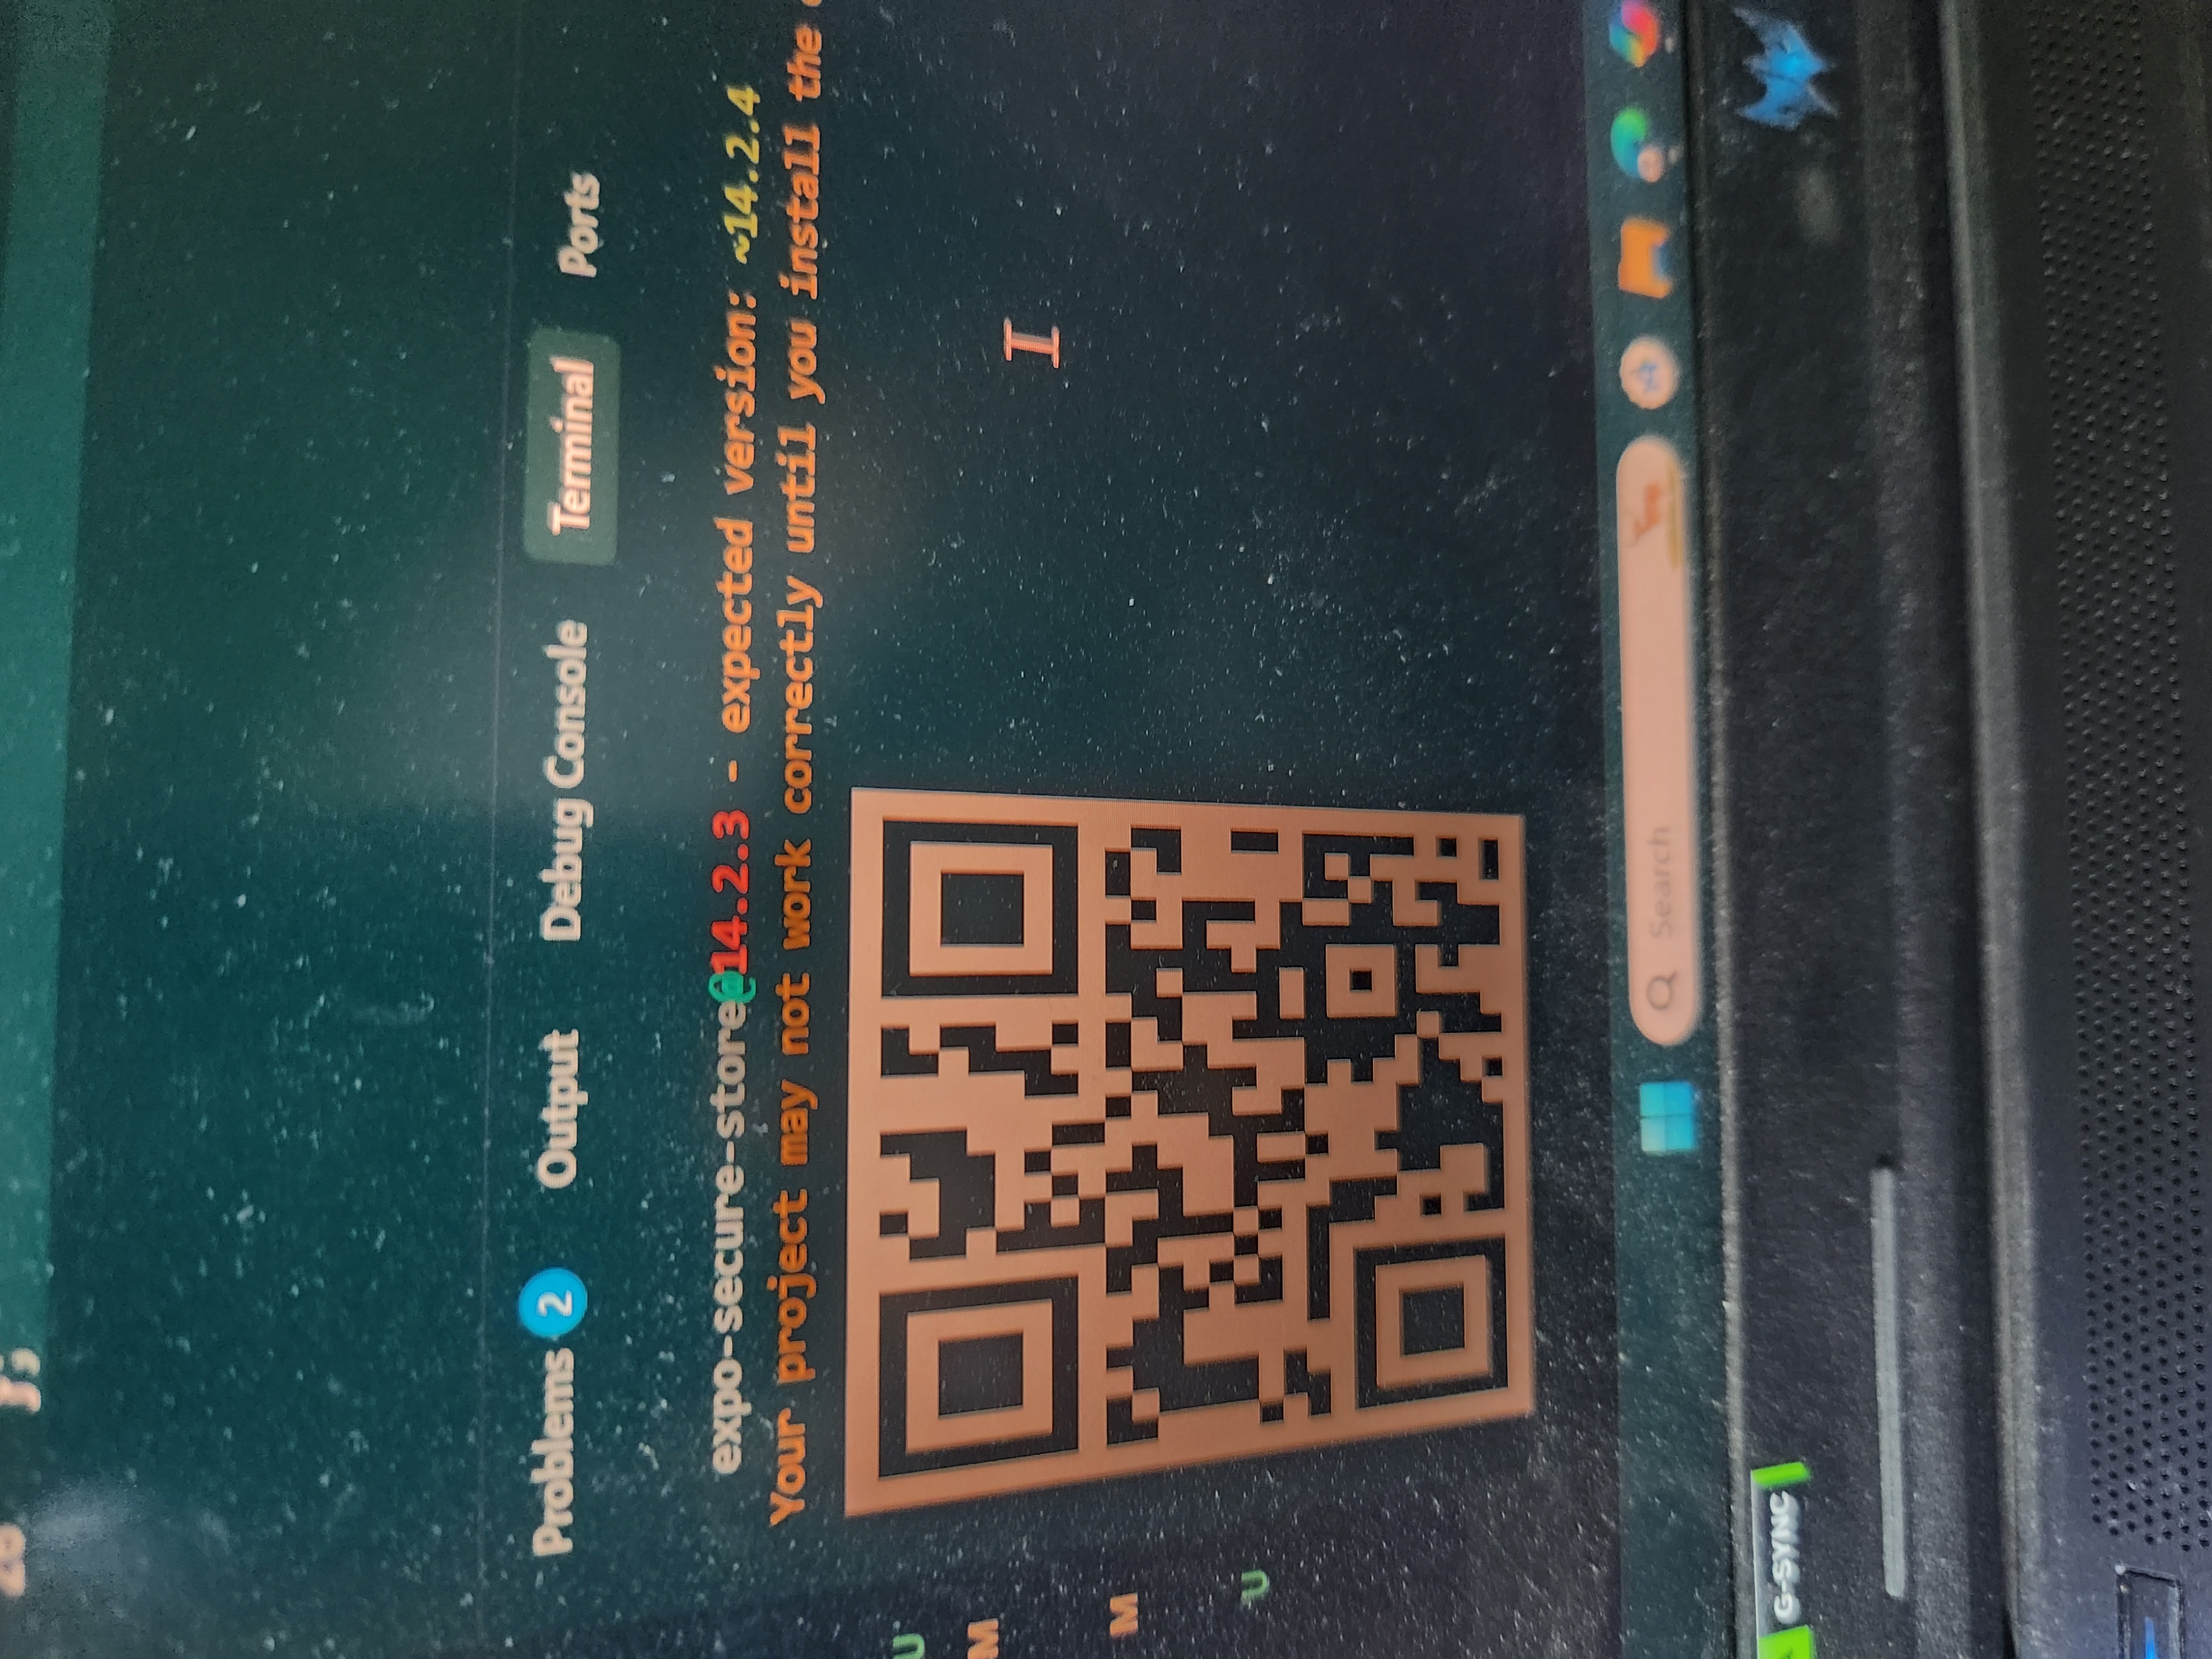 };
Problems 2 Output Debug Console Terminal Ports
expo-secure-store@14.2.3 - expected version: ~14.2.4
Your project may not work correctly until you install the
U
M
M
U
Search
G-SYNC